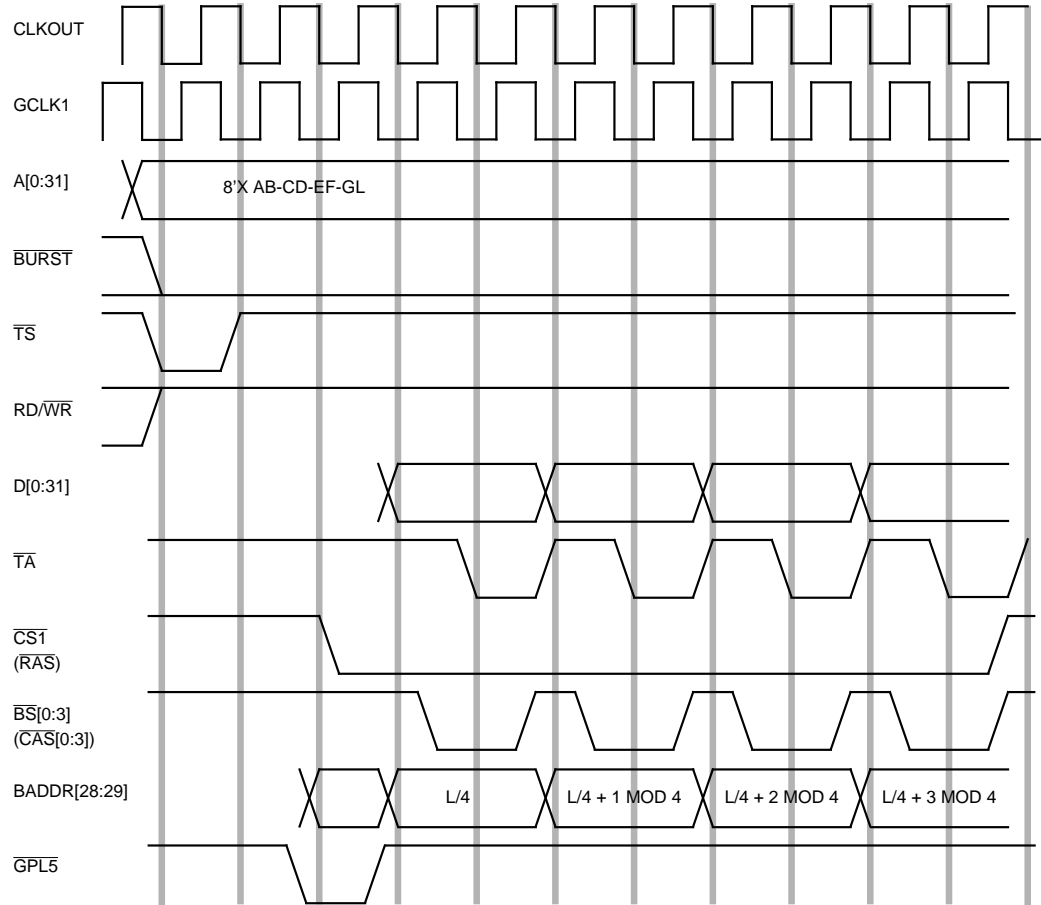 CLKOUT
GCLK1
A[0:31]
8'X AB-CD-EF-GL
BURST
TS
RD/WR
D[0:31]
TA
CS1
(RAS)
BS[0:3]
(CAS[0:3])
BADDR[28:29]
L/4
L/4 + 1 MOD 4
L/4 + 2 MOD 4
L/4 + 3 MOD 4
GPL5